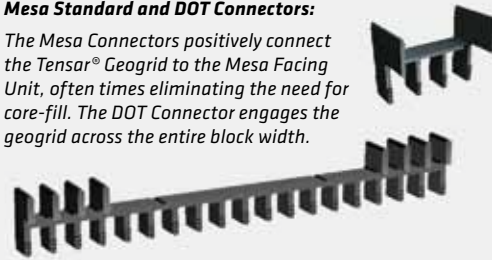 Mesa Standard and DOT Connectors:
The Mesa Connectors positively connect
the Tensar® Geogrid to the Mesa Facing
Unit, often times eliminating the need for
core-fill. The DOT Connector engages the
geogrid across the entire block width.